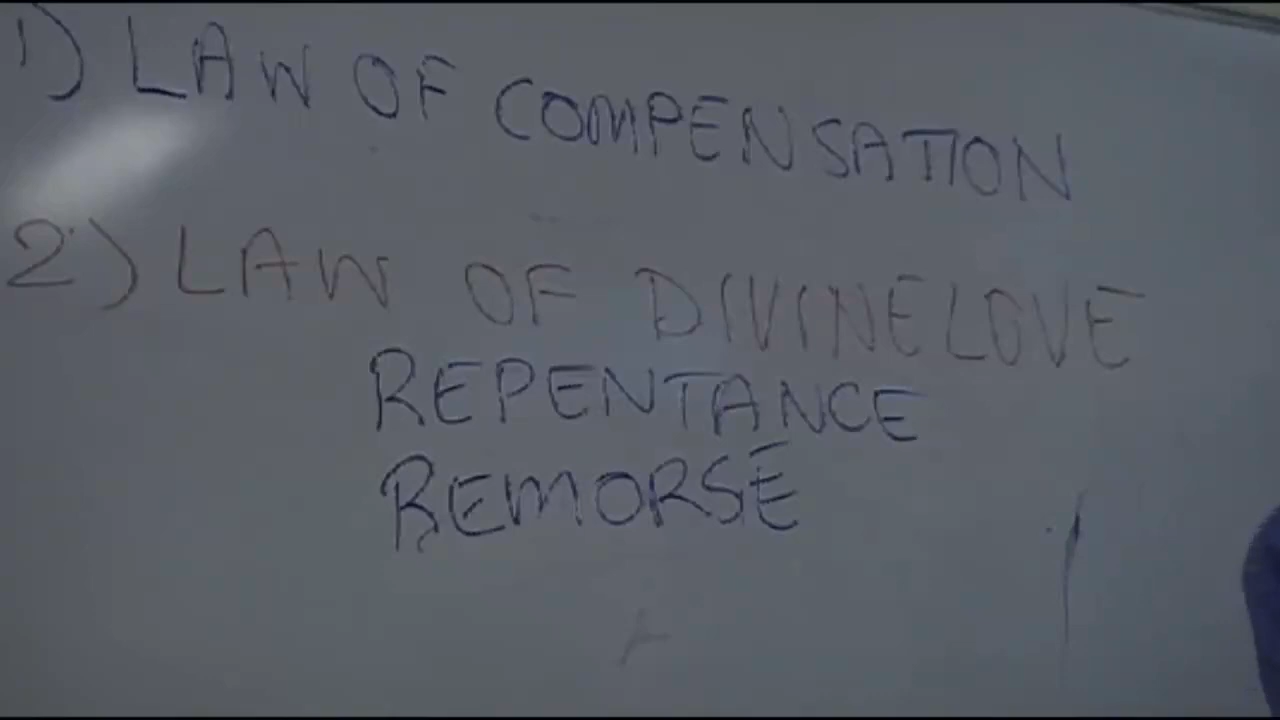 1) LAW OF COMPENSATION
2) LAW OF DIVINE LOVE
REPENTANCE
REMORSE